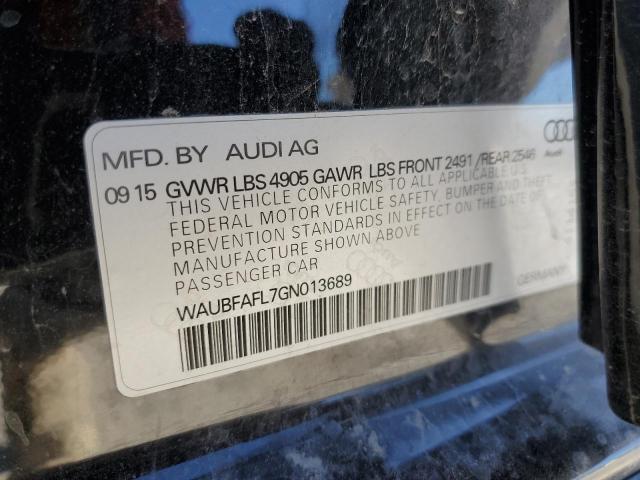 MFD. BY AUDI AG
09 15 GVWR LBS 4905 GAWR LBS FRONT 2491 /REAR 2546
THIS VEHICLE CONFORMS TO ALL APPLICABLE U.S.
FEDERAL MOTOR VEHICLE SAFETY, BUMPER AND THEFT
PREVENTION STANDARDS IN EFFECT ON THE DATE OF
MANUFACTURE SHOWN ABOVE
PASSENGER CAR
WAUBFAFL7GN013689
Audi
GERMANY